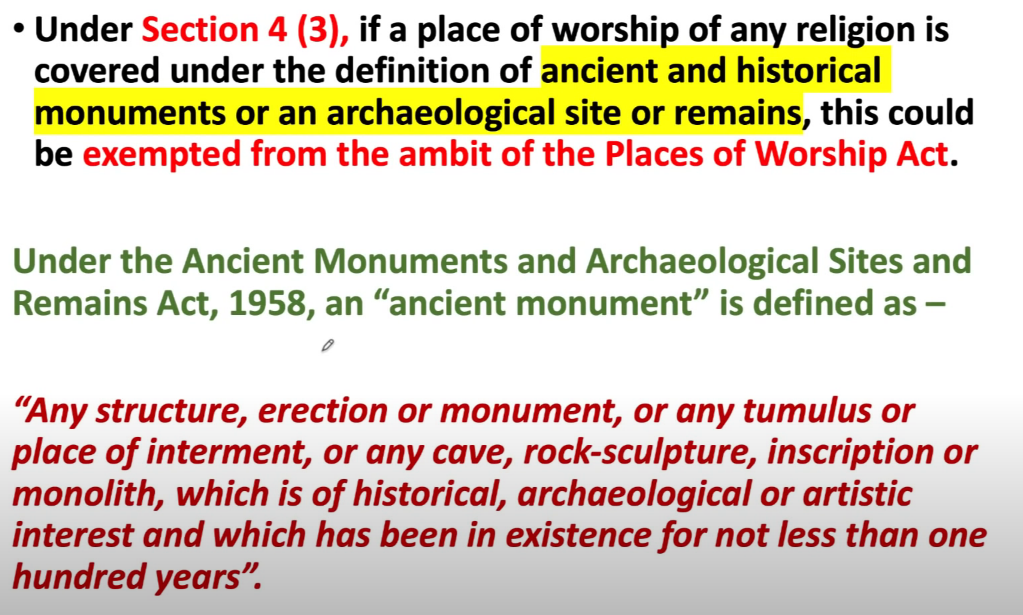 • Under Section 4 (3), if a place of worship of any religion is
covered under the definition of ancient and historical
monuments or an archaeological site or remains, this could
be exempted from the ambit of the Places of Worship Act.
Under the Ancient Monuments and Archaeological Sites and
Remains Act, 1958, an “ancient monument” is defined as –
“Any structure, erection or monument, or any tumulus or
place of interment, or any cave, rock-sculpture, inscription or
monolith, which is of historical, archaeological or artistic
interest and which has been in existence for not less than one
hundred years”.